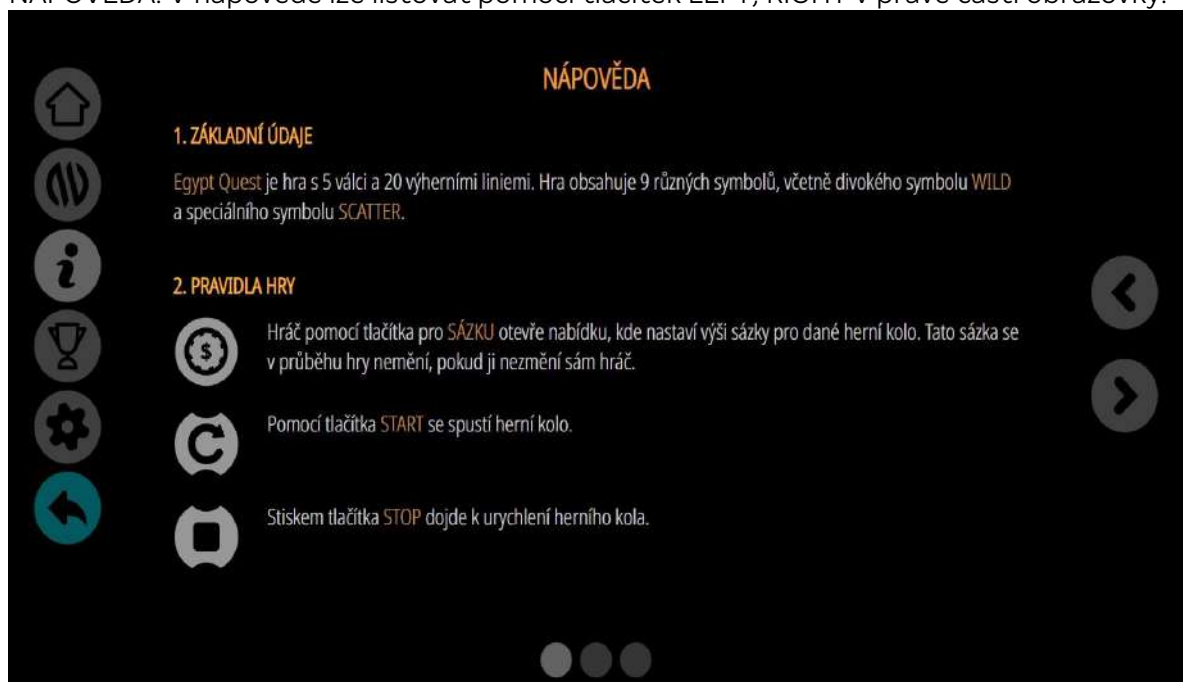 NÁPOVĚDA. V nápovědě lze listovat pomocí tlačítek LEFT, RIGHT v pravé části obrazovky.
NÁPOVĚDA
1. ZÁKLADNÍ ÚDAJE
Egypt Quest je hra s 5 válci a 20 výherními liniemi. Hra obsahuje 9 různých symbolů, včetně divokého symbolu WILD
a speciálního symbolu SCATTER.
2. PRAVIDLA HRY
Hráč pomocí tlačítka pro SÁZKU otevře nabídku, kde nastaví výši sázky pro dané herní kolo. Tato sázka se
v průběhu hry nemění, pokud ji nezmění sám hráč.
Pomocí tlačítka START se spustí herní kolo.
Stiskem tlačítka STOP dojde k urychlení herního kola.